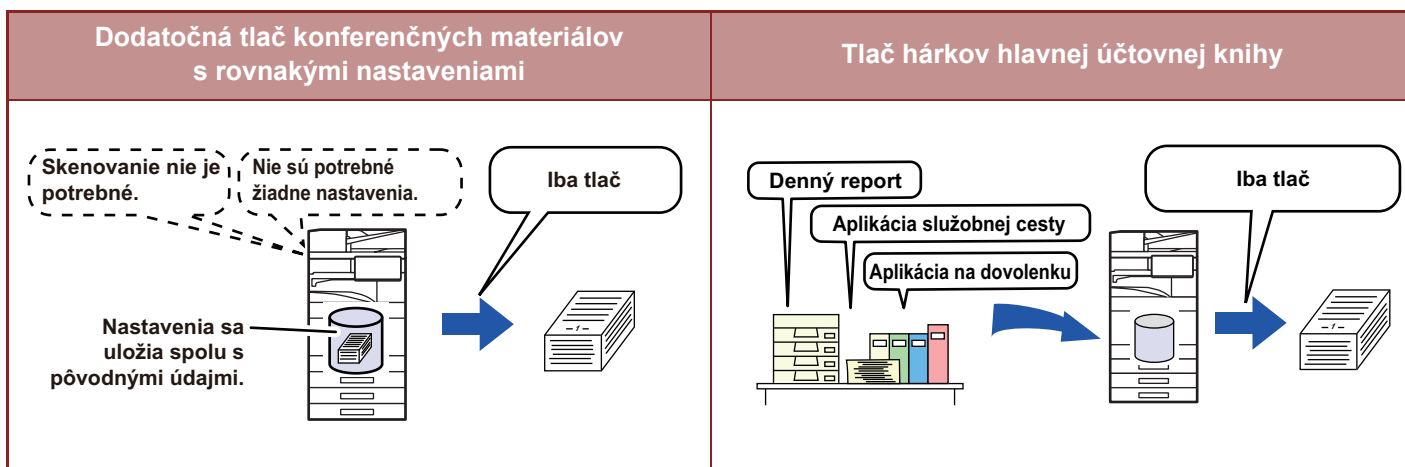 Dodatočná tlač konferenčných materiálov
s rovnakými nastaveniami
Tlač hárkov hlavnej účtovnej knihy
Skenovanie nie je
potrebné.
Nie sú potrebné
žiadne nastavenia.
Iba tlač
Nastavenia sa
uložia spolu s
pôvodnými údajmi.
–1–
Denný report
Aplikácia služobnej cesty
Aplikácia na dovolenku
Iba tlač
–1–